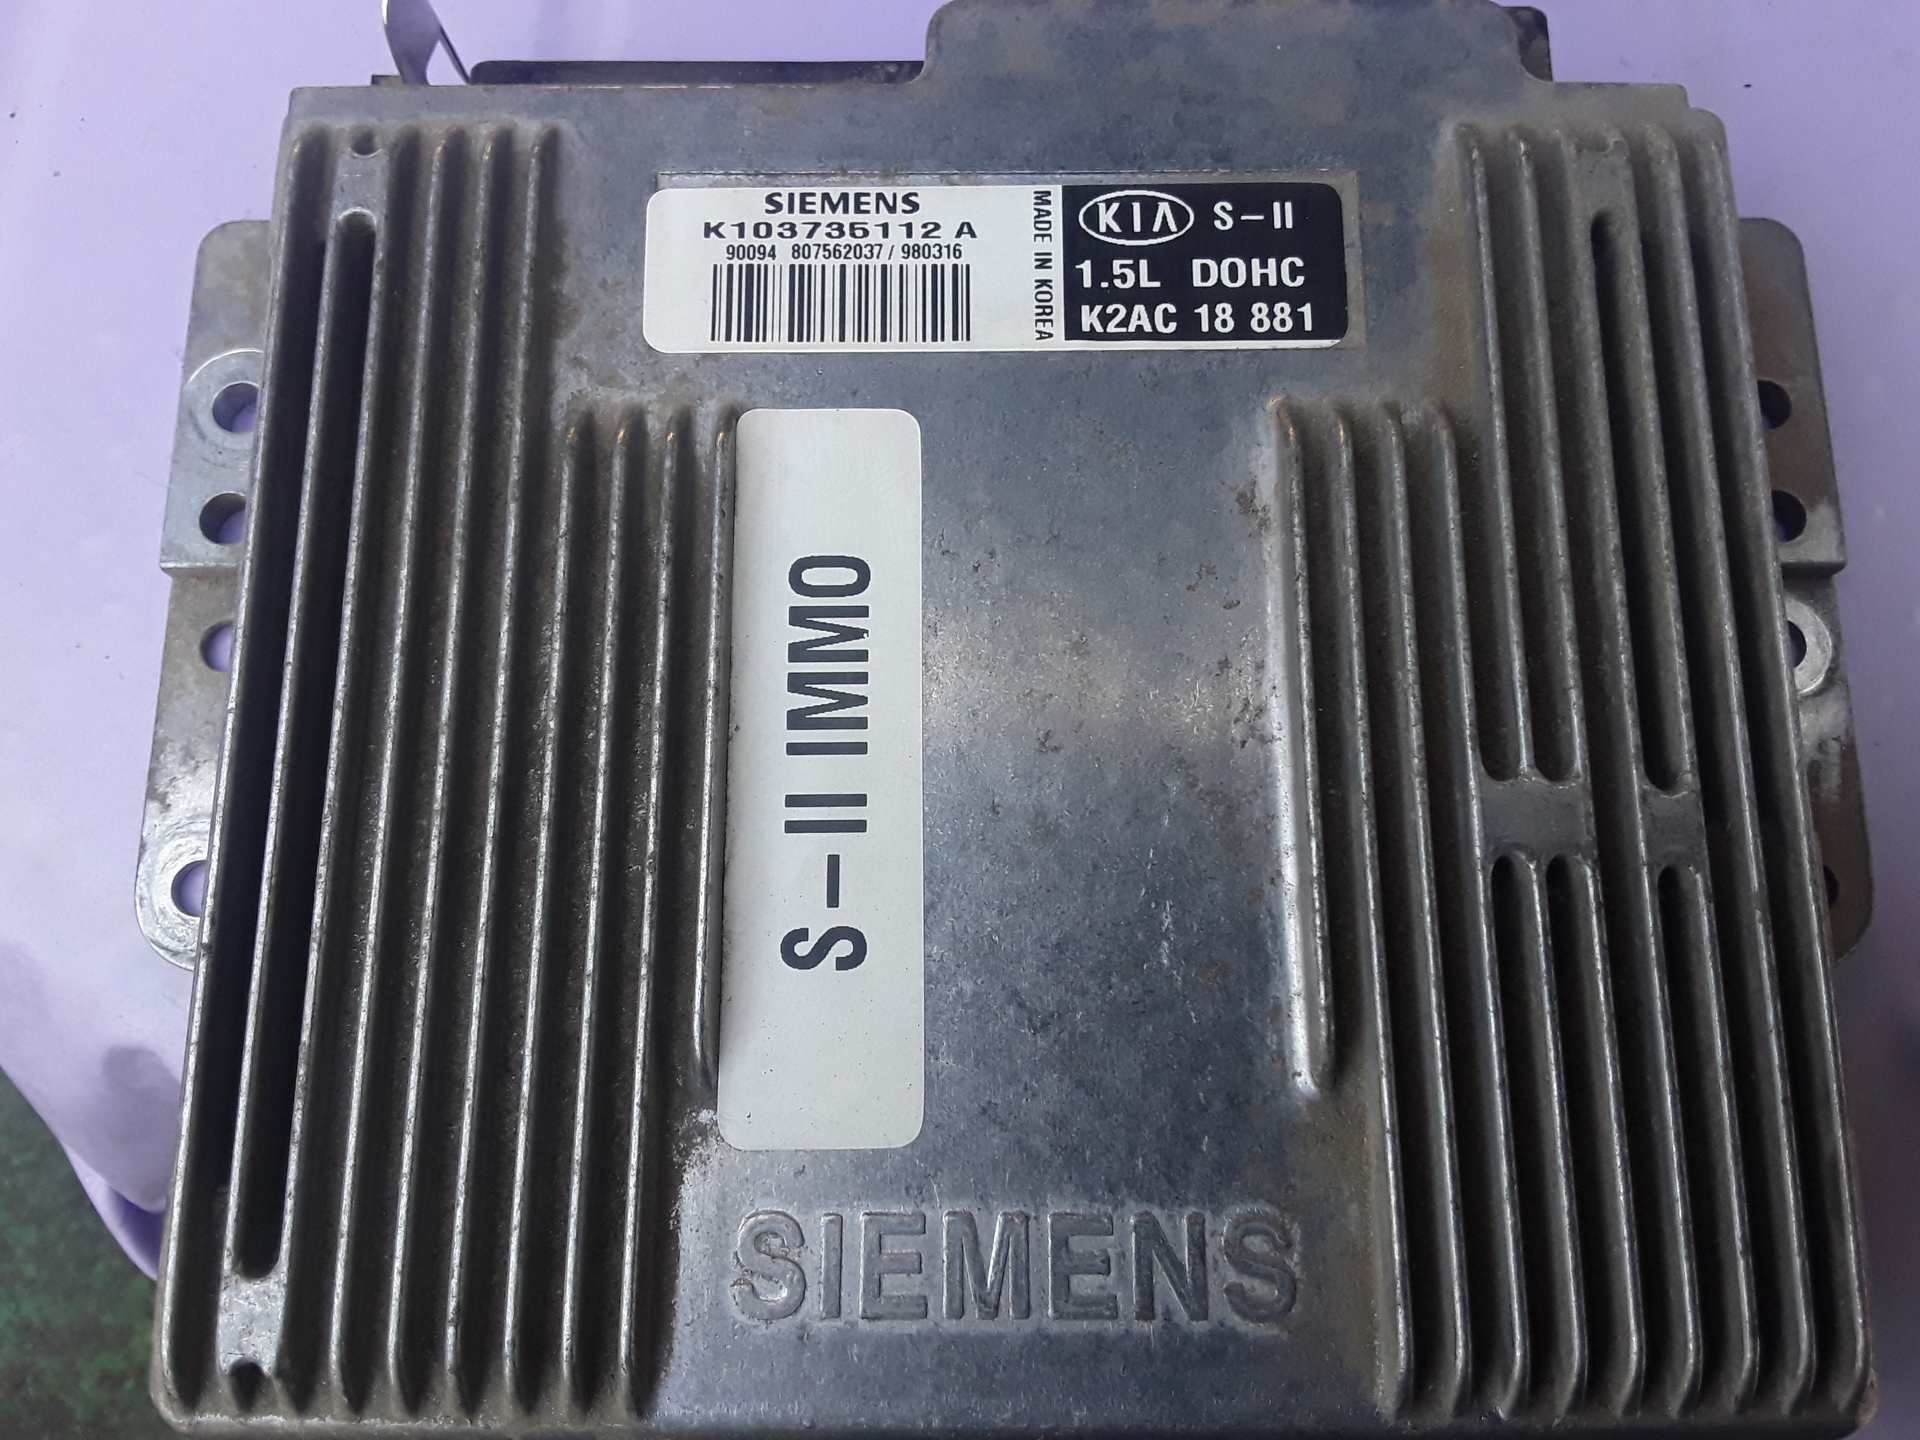 SIEMENS
K103735112 A
90094 807562037 / 980316
MADE IN KOREA
KIA S-II
1.5L DOHC
K2AC 18 881
S-II IMMO
SIEMENS